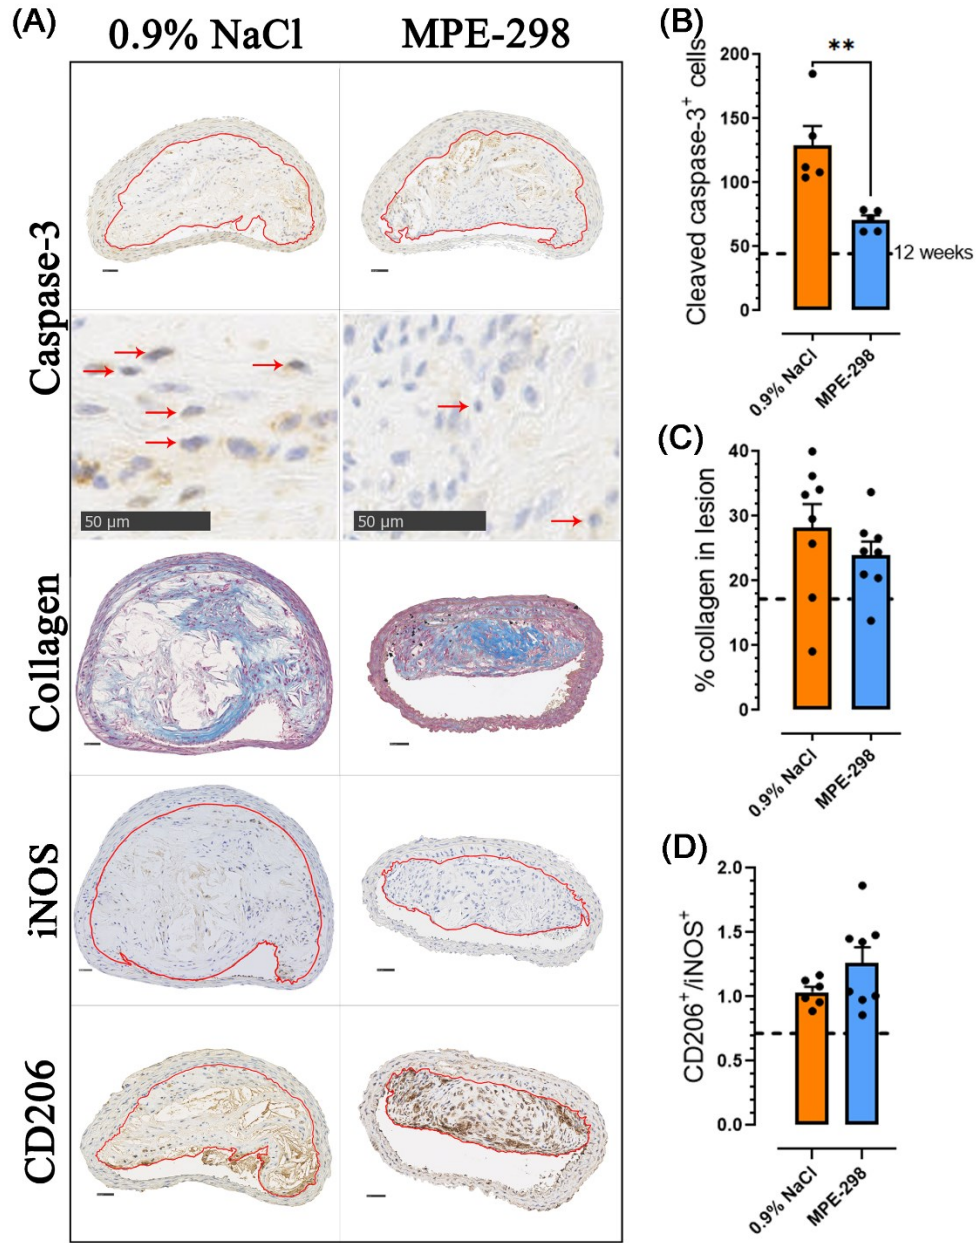 (A)
0.9% NaCl
MPE-298
Caspase-3
50 µm
50 µm
Collagen
iNOS
CD206
(B)
**
Cleaved caspase-3⁺ cells
200
150
100
50
0
12 weeks
0.9% NaCl
MPE-298
(C)
% collagen in lesion
40
30
20
10
0
0.9% NaCl
MPE-298
(D)
CD206⁺/iNOS⁺
2.0
1.5
1.0
0.5
0.0
0.9% NaCl
MPE-298